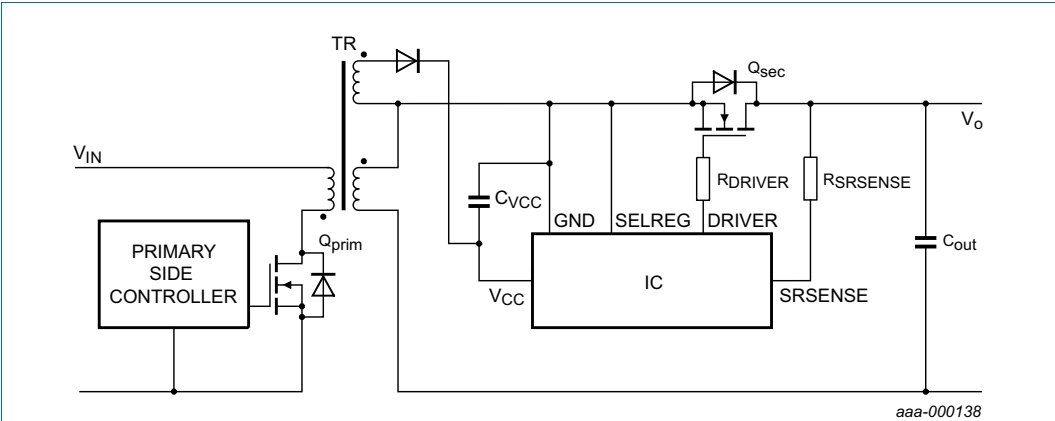 TR
Qsec
Vo
VIN
RDRIVER
RSRSENSE
CVCC
GND
SELREG
DRIVER
Qprim
Cout
PRIMARY
SIDE
CONTROLLER
IC
VCC
SRSENSE
aaa-000138